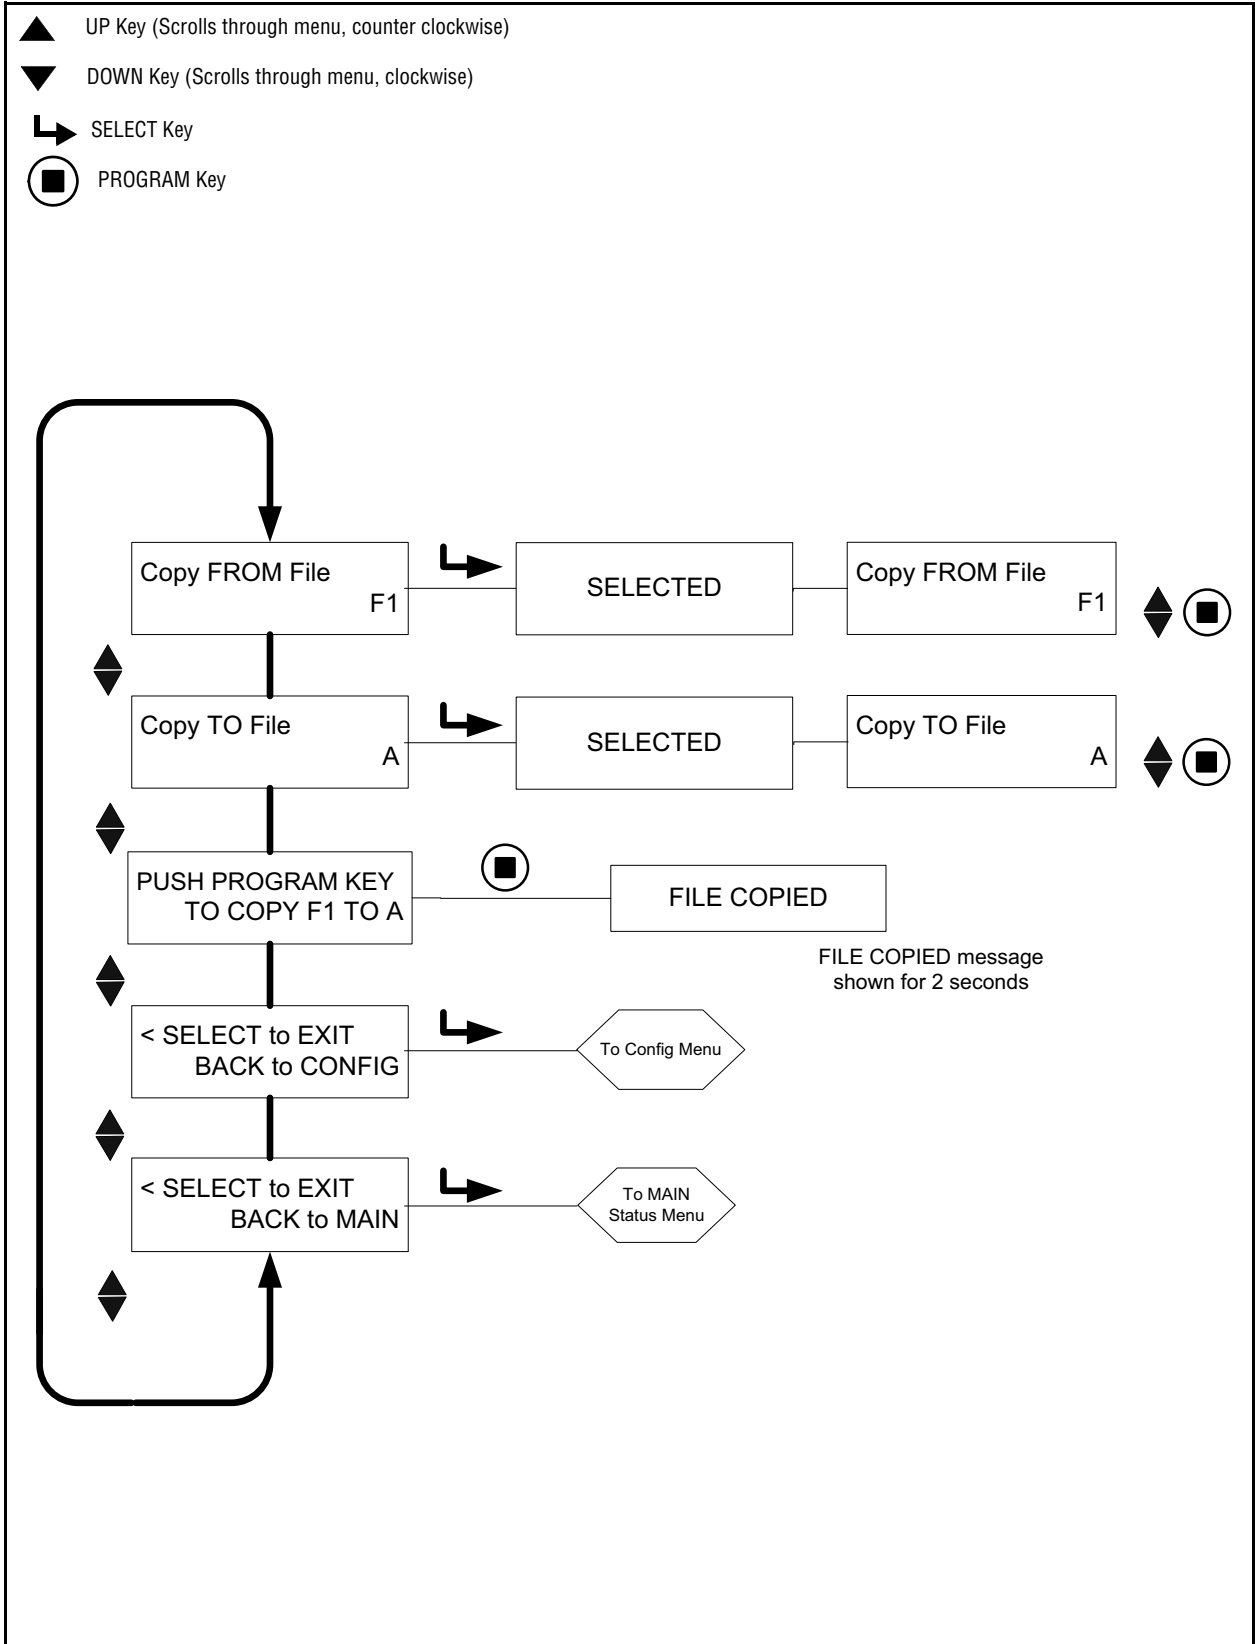 UP Key (Scrolls through menu, counter clockwise)
DOWN Key (Scrolls through menu, clockwise)
SELECT Key
PROGRAM Key
Copy FROM File
F1
SELECTED
Copy FROM File
F1
Copy TO File
A
SELECTED
Copy TO File
A
PUSH PROGRAM KEY
TO COPY F1 TO A
FILE COPIED
FILE COPIED message
shown for 2 seconds
< SELECT to EXIT
BACK to CONFIG
To Config Menu
< SELECT to EXIT
BACK to MAIN
To MAIN
Status Menu